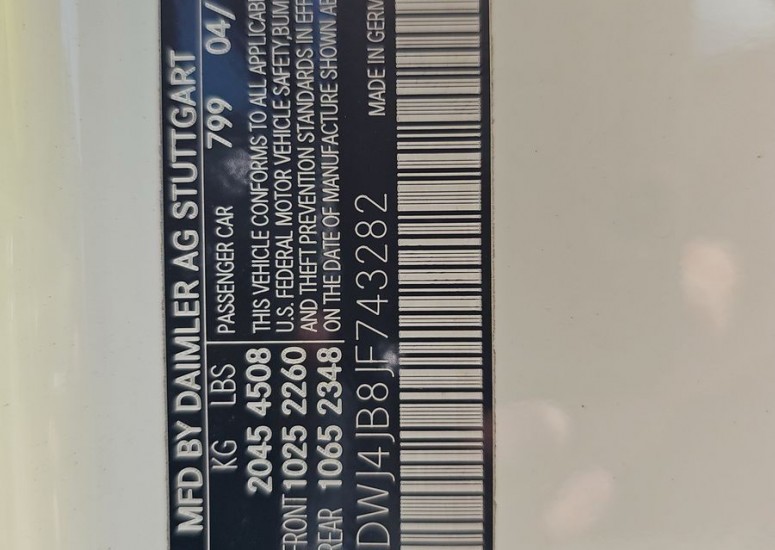 MFD BY DAIMLER AG STUTTGART
KG LBS PASSENGER CAR 799 04/
2045 4508 THIS VEHICLE CONFORMS TO ALL APPLICABL
FRONT 1025 2260 U.S. FEDERAL MOTOR VEHICLE SAFETY, BUM
REAR 1065 2348 AND THEFT PREVENTION STANDARDS IN EFF
ON THE DATE OF MANUFACTURE SHOWN AB
MADE IN GERM
DWJ4JB8JF743282